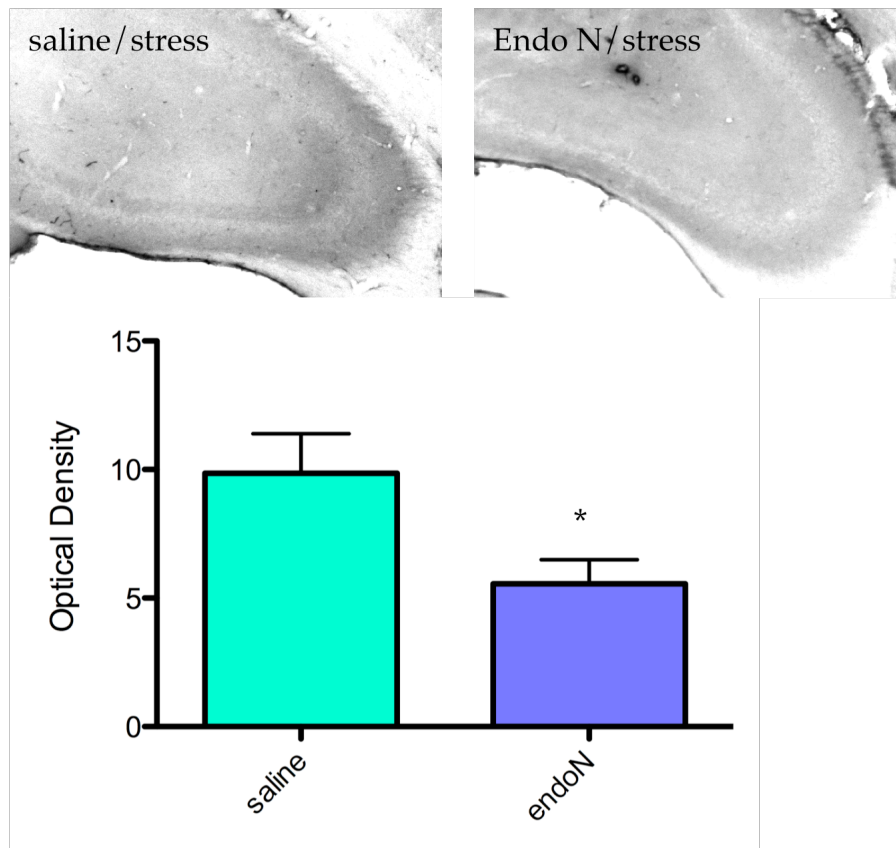 saline/stress
Endo N/stress
15
10
5
0
Optical Density
*
saline
endoN